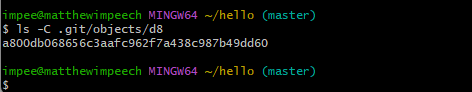 impee@matthewimpeech MINGW64 ~/hello (master)
$ ls -C .git/objects/d8
a800db068656c3aafc962f7a438c987b49dd60
impee@matthewimpeech MINGW64 ~/hello (master)
$